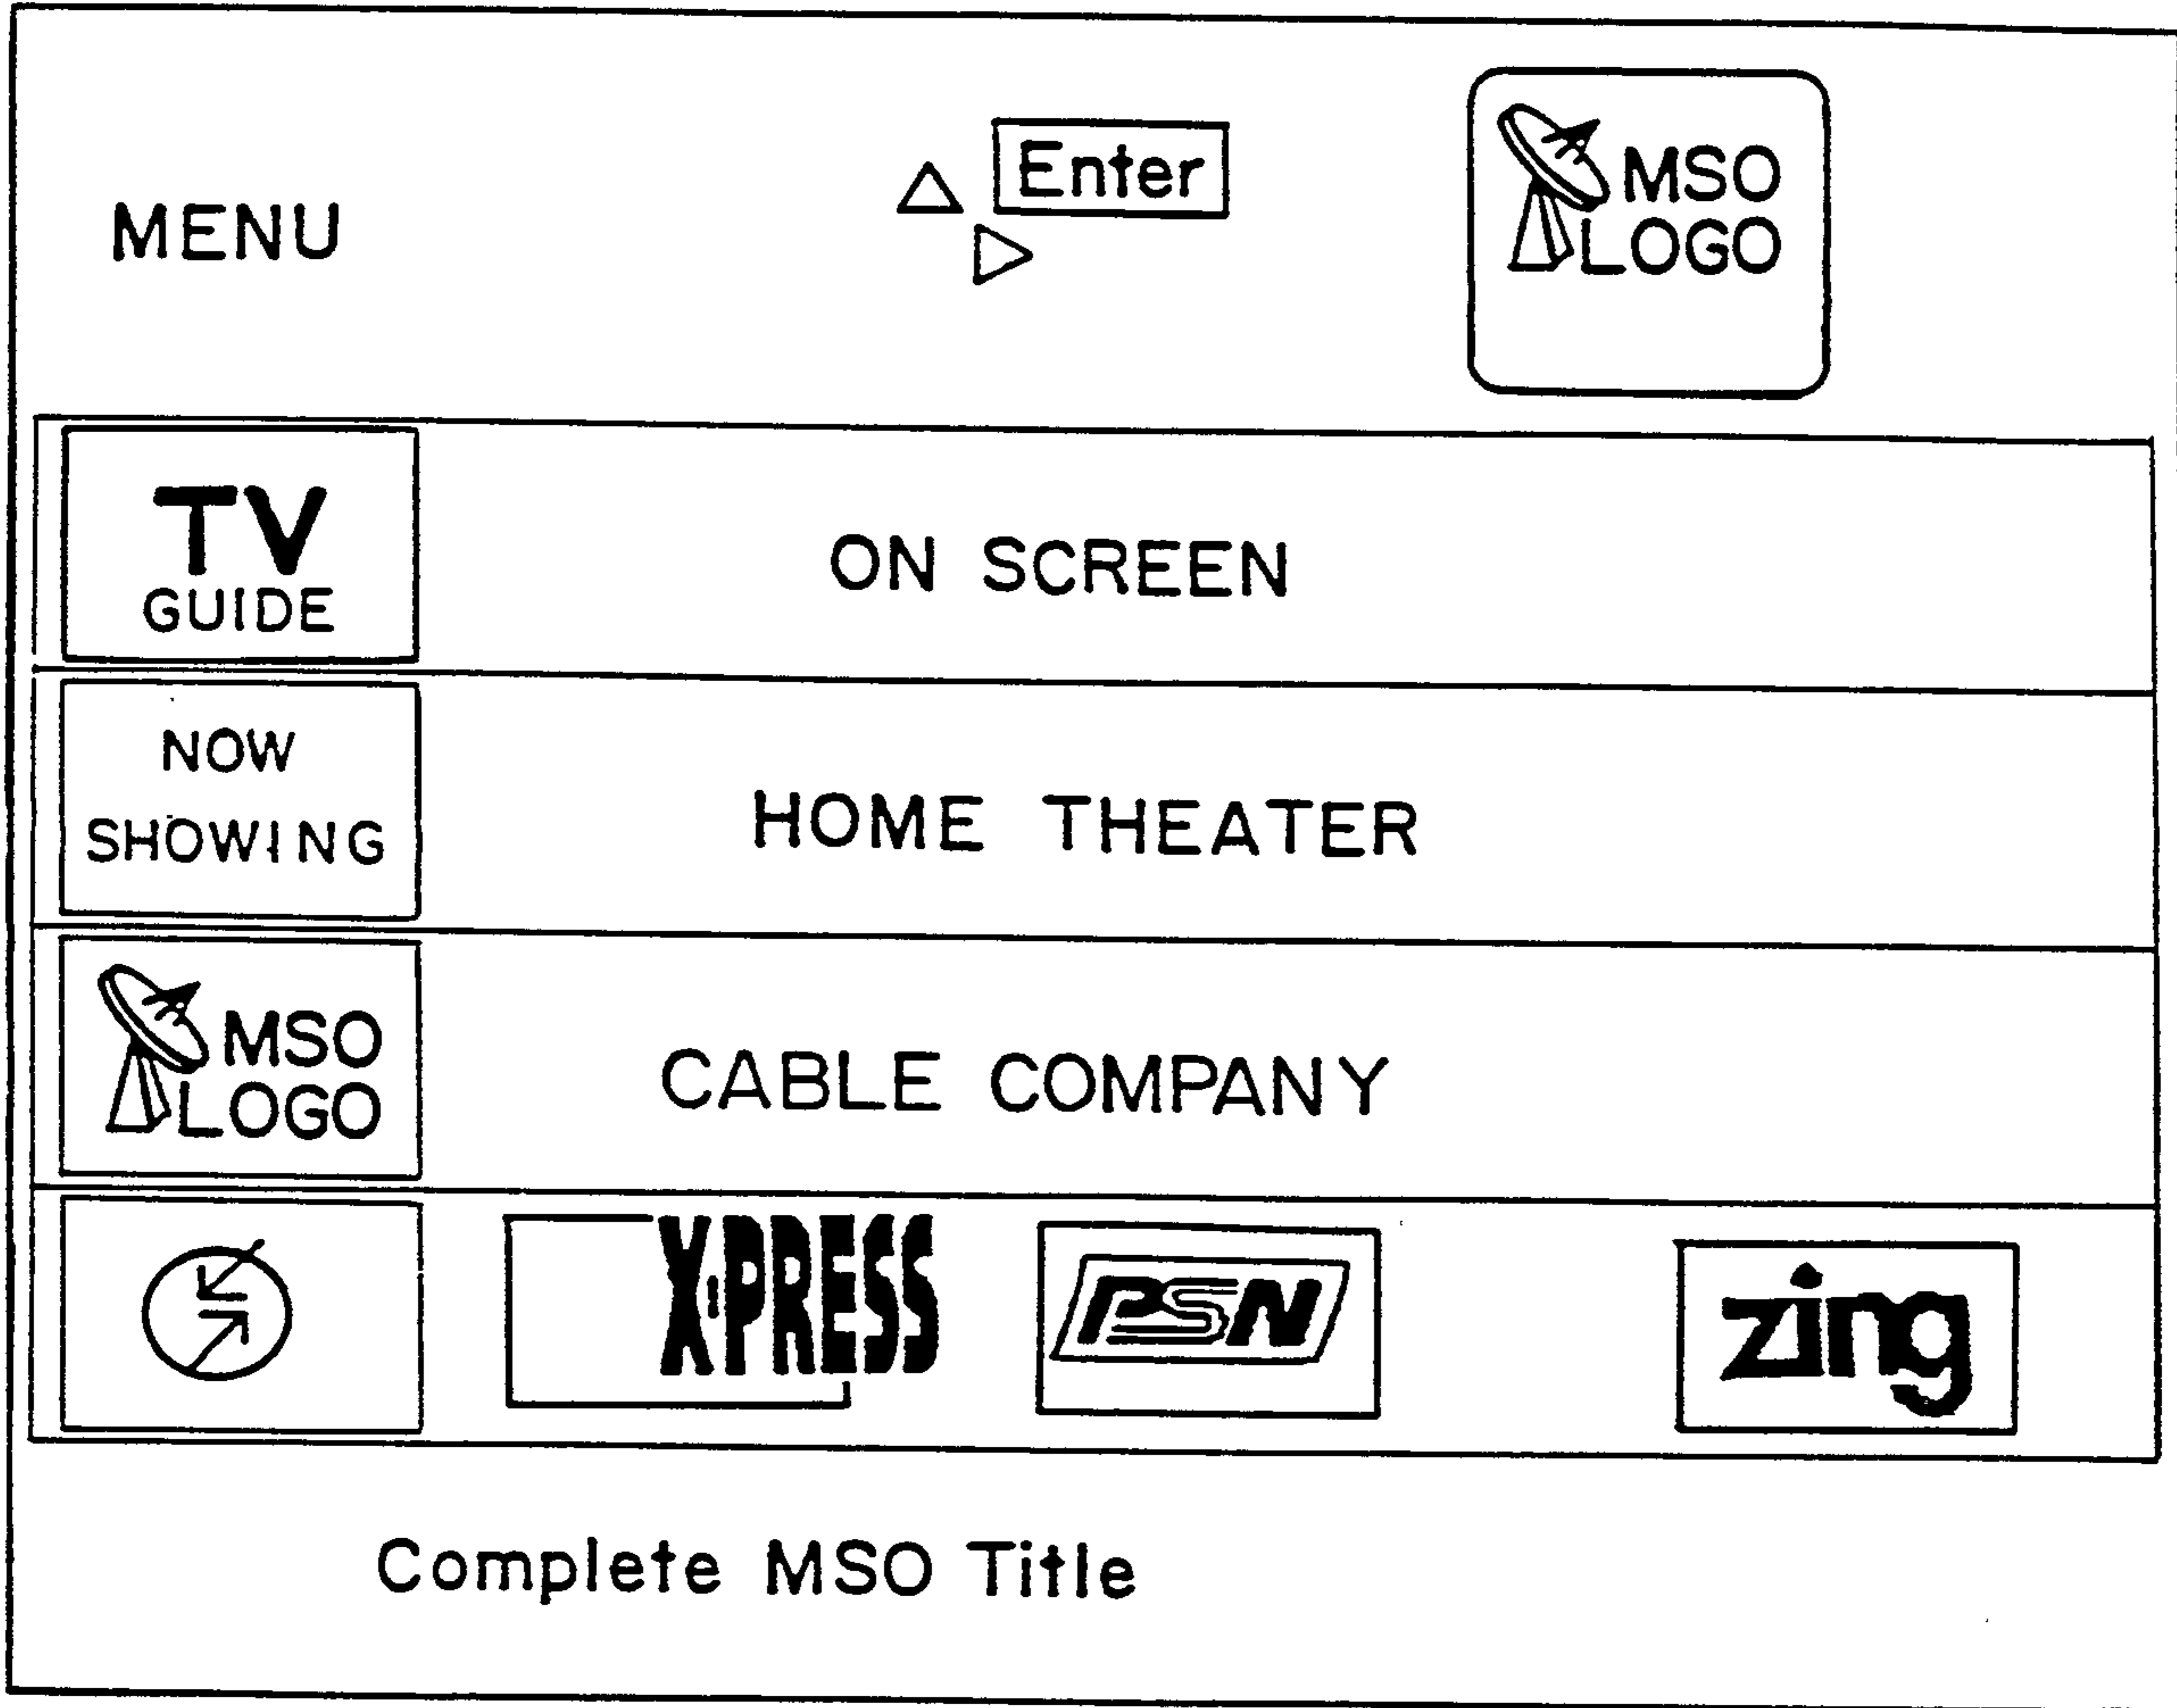 MENU
Enter
MSO
LOGO
TV
GUIDE
ON SCREEN
NOW
SHOWING
HOME THEATER
MSO
LOGO
CABLE COMPANY
X:PRESS
PSN
zing
Complete MSO Title